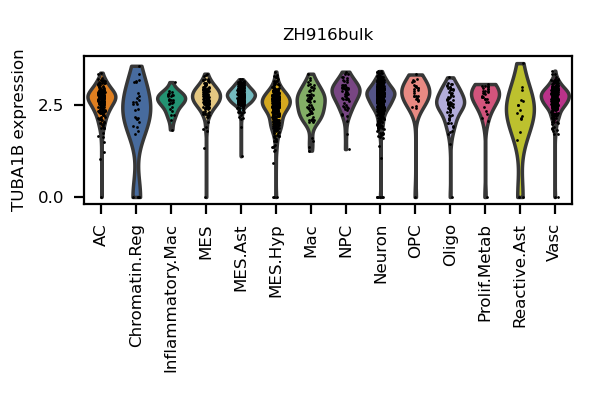 ZH916bulk
TUBA1B expression
2.5
0.0
AC
Chromatin.Reg
Inflammatory.Mac
MES
MES.Ast
MES.Hyp
Mac
NPC
Neuron
OPC
Oligo
Prolif.Metab
Reactive.Ast
Vasc